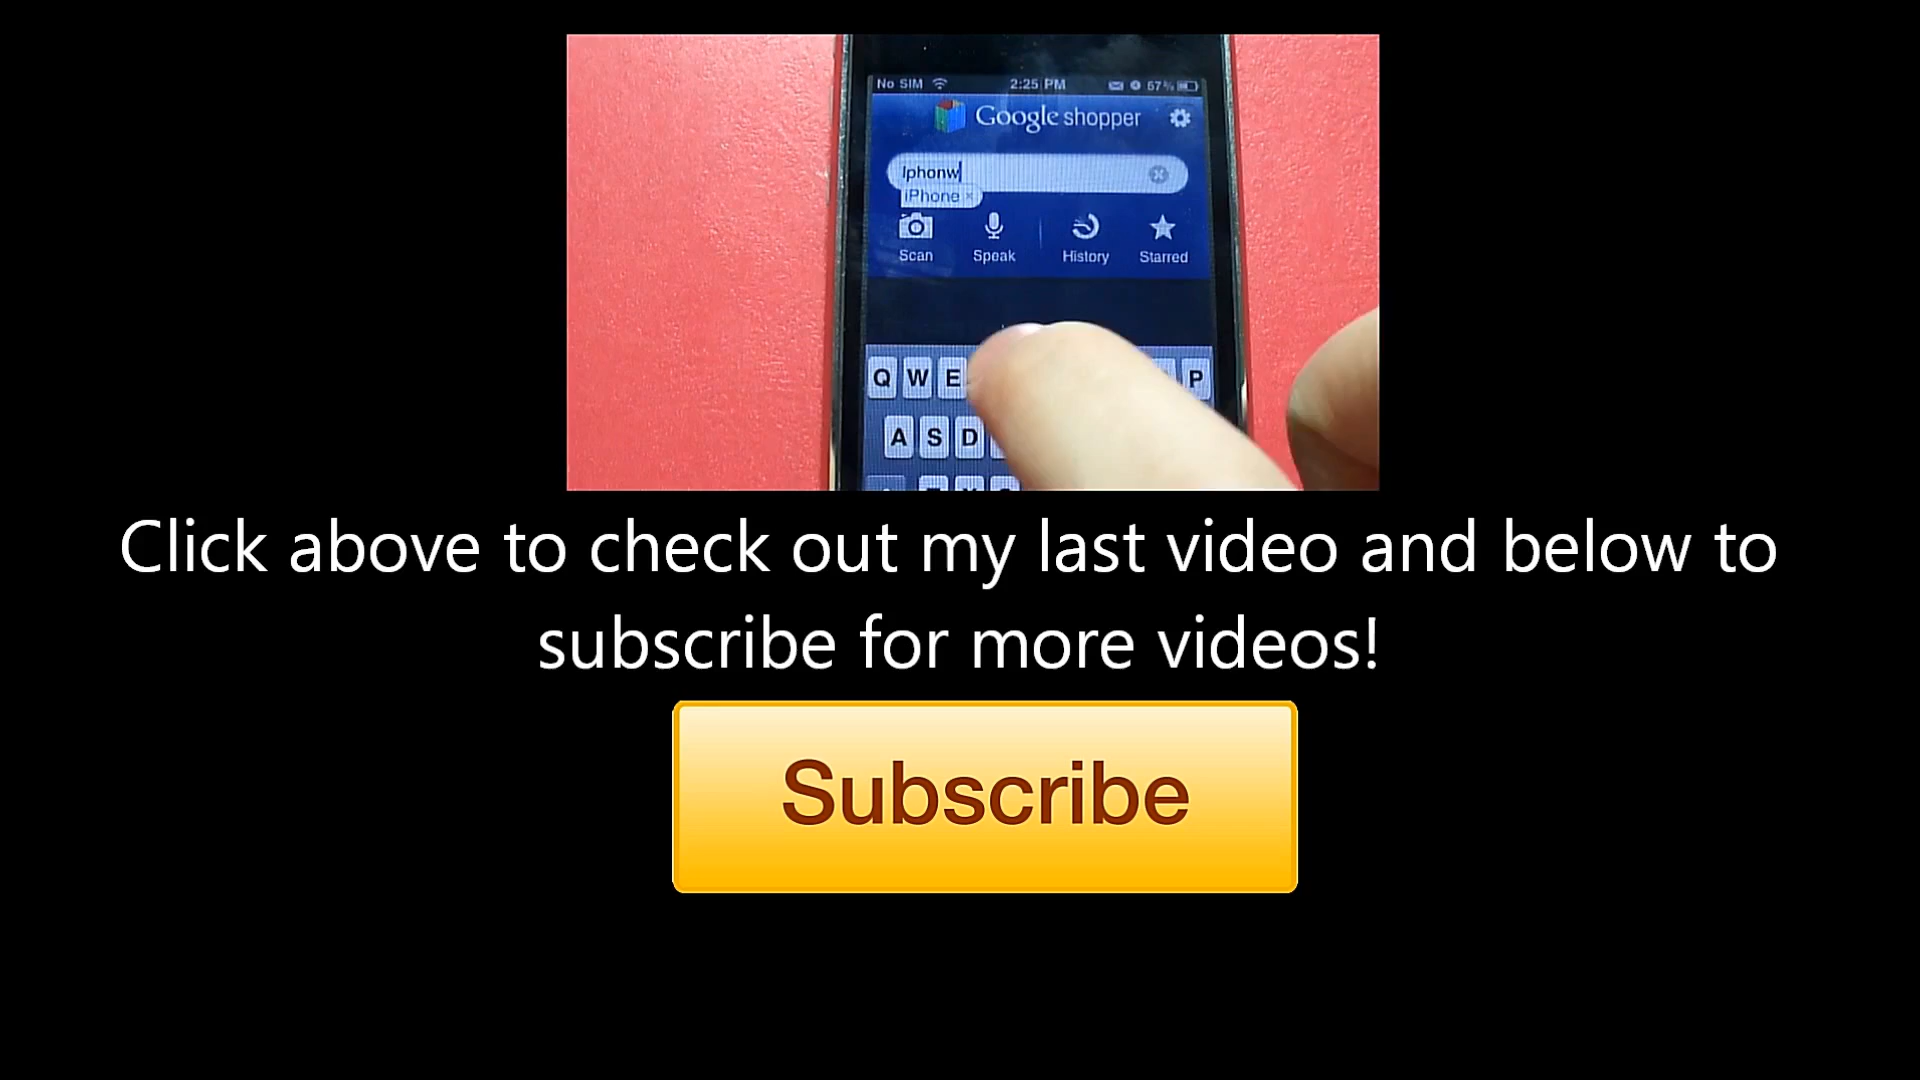 No SIM 2:25 PM 57%
Google shopper
Iphonw
iPhone ×
Scan Speak History Starred
Q W E P
A S D
Click above to check out my last video and below to
subscribe for more videos!
Subscribe